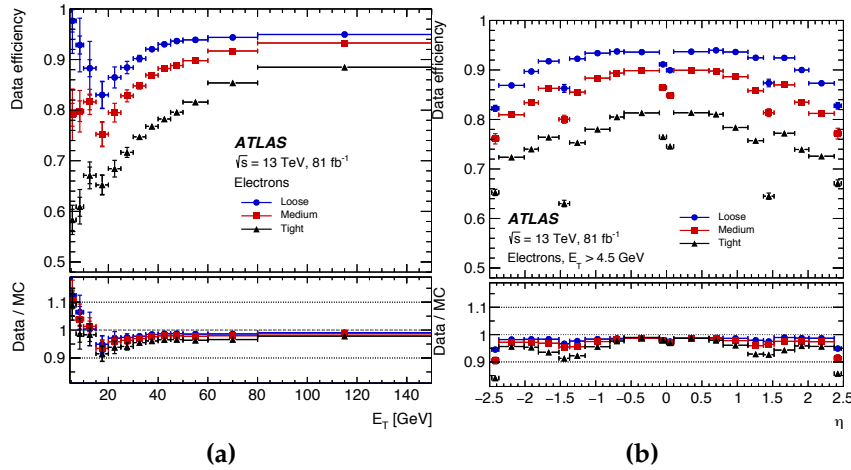 Data efficiency
1
0.9
0.8
0.7
0.6
0.5
ATLAS
√s = 13 TeV, 81 fb⁻¹
Electrons
Loose
Medium
Tight
Data / MC
1.1
1
0.9
20 40 60 80 100 120 140
E_T [GeV]
(a)
Data efficiency
1
0.9
0.8
0.7
0.6
0.5
ATLAS
√s = 13 TeV, 81 fb⁻¹
Electrons, E_T > 4.5 GeV
Loose
Medium
Tight
Data / MC
1.1
1
0.9
−2.5 −2 −1.5 −1 −0.5 0 0.5 1 1.5 2 2.5
η
(b)